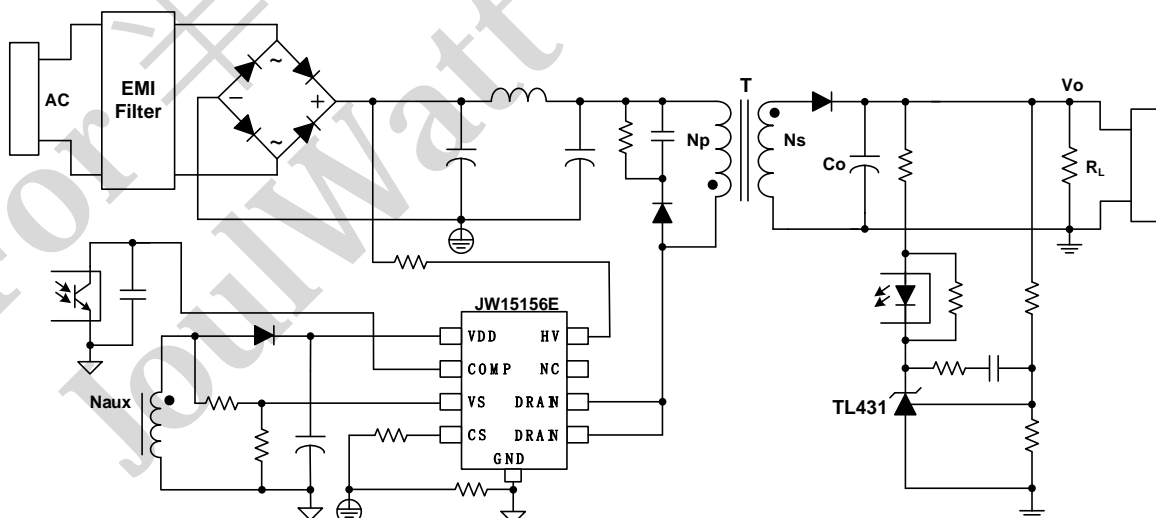 AC
EMI
Filter
~
~
−
+
T
Np
Ns
Co
Vo
RL
JW15156E
VDD
COMP
VS
CS
HV
NC
DRAIN
DRAIN
GND
Naux
TL431
For
JoulWatt